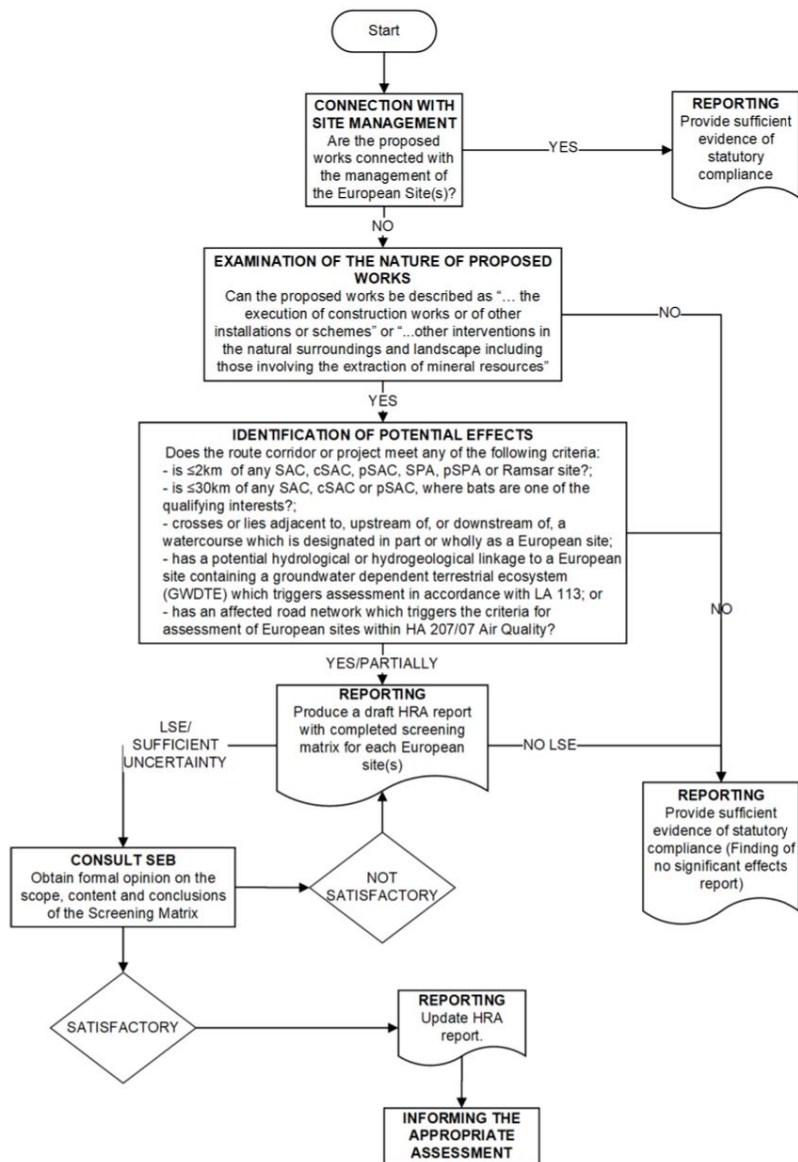 Start
CONNECTION WITH
SITE MANAGEMENT
Are the proposed
works connected with
the management of
the European Site(s)?
YES
REPORTING
Provide sufficient
evidence of
statutory
compliance
NO
EXAMINATION OF THE NATURE OF PROPOSED
WORKS
Can the proposed works be described as “… the
execution of construction works or of other
installations or schemes” or “...other interventions in
the natural surroundings and landscape including
those involving the extraction of mineral resources”
NO
YES
IDENTIFICATION OF POTENTIAL EFFECTS
Does the route corridor or project meet any of the following criteria:
- is ≤2km of any SAC, cSAC, pSAC, SPA, pSPA or Ramsar site?;
- is ≤30km of any SAC, cSAC or pSAC, where bats are one of the
qualifying interests?;
- crosses or lies adjacent to, upstream of, or downstream of, a
watercourse which is designated in part or wholly as a European site;
- has a potential hydrological or hydrogeological linkage to a European
site containing a groundwater dependent terrestrial ecosystem
(GWDTE) which triggers assessment in accordance with LA 113; or
- has an affected road network which triggers the criteria for
assessment of European sites within HA 207/07 Air Quality?
NO
YES/PARTIALLY
REPORTING
Produce a draft HRA report
with completed screening
matrix for each European
site(s)
LSE/
SUFFICIENT
UNCERTAINTY
NO LSE
REPORTING
Provide sufficient
evidence of statutory
compliance (Finding of
no significant effects
report)
CONSULT SEB
Obtain formal opinion on the
scope, content and conclusions
of the Screening Matrix
NOT
SATISFACTORY
SATISFACTORY
REPORTING
Update HRA
report.
INFORMING THE
APPROPRIATE
ASSESSMENT